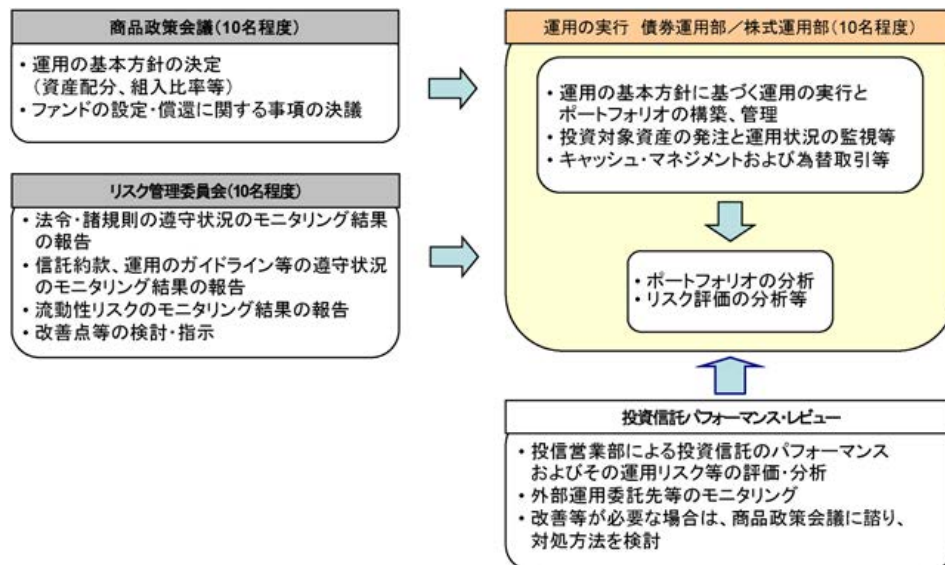 商品政策会議(10名程度)
・運用の基本方針の決定
(資産配分、組入比率等)
・ファンドの設定・償還に関する事項の決議
リスク管理委員会(10名程度)
・法令・諸規則の遵守状況のモニタリング結果
の報告
・信託約款、運用のガイドライン等の遵守状況
のモニタリング結果の報告
・流動性リスクのモニタリング結果の報告
・改善点等の検討・指示
運用の実行 債券運用部/株式運用部(10名程度)
・運用の基本方針に基づく運用の実行と
ポートフォリオの構築、管理
・投資対象資産の発注と運用状況の監視等
・キャッシュ・マネジメントおよび為替取引等
・ポートフォリオの分析
・リスク評価の分析等
投資信託パフォーマンス・レビュー
・投信営業部による投資信託のパフォーマンス
およびその運用リスク等の評価・分析
・外部運用委託先等のモニタリング
・改善等が必要な場合は、商品政策会議に諮り、
対処方法を検討